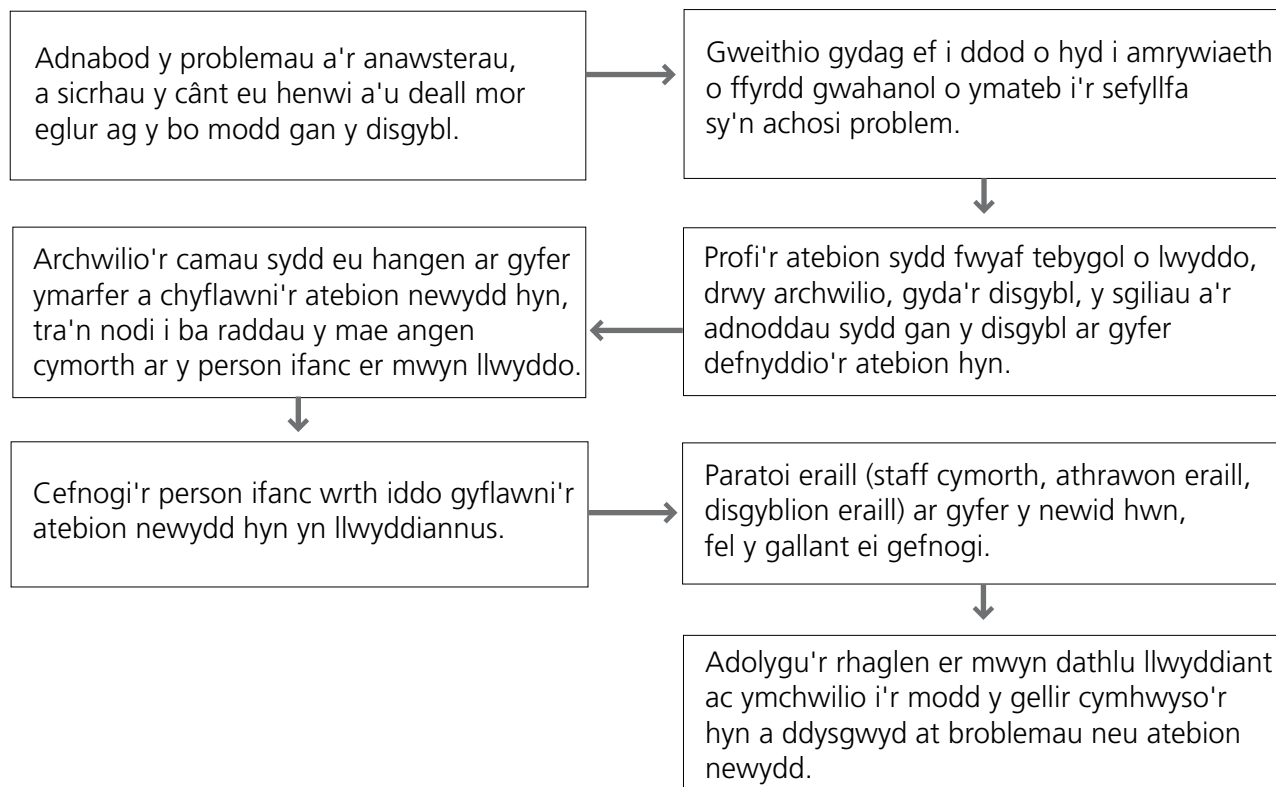 Adnabod y problemau a'r anawsterau,
a sicrhau y cânt eu henwi a'u deall mor
eglur ag y bo modd gan y disgybl.
Gweithio gydag ef i ddod o hyd i amrywiaeth
o ffyrdd gwahanol o ymateb i'r sefyllfa
sy'n achosi problem.
Profi'r atebion sydd fwyaf tebygol o lwyddo,
drwy archwilio, gyda'r disgybl, y sgiliau a'r
adnoddau sydd gan y disgybl ar gyfer
defnyddio'r atebion hyn.
Archwilio'r camau sydd eu hangen ar gyfer
ymarfer a chyflawni'r atebion newydd hyn,
tra'n nodi i ba raddau y mae angen
cymorth ar y person ifanc er mwyn llwyddo.
Cefnogi'r person ifanc wrth iddo gyflawni'r
atebion newydd hyn yn llwyddiannus.
Paratoi eraill (staff cymorth, athrawon eraill,
disgyblion eraill) ar gyfer y newid hwn,
fel y gallant ei gefnogi.
Adolygu'r rhaglen er mwyn dathlu llwyddiant
ac ymchwilio i'r modd y gellir cymhwyso'r
hyn a ddysgwyd at broblemau neu atebion
newydd.